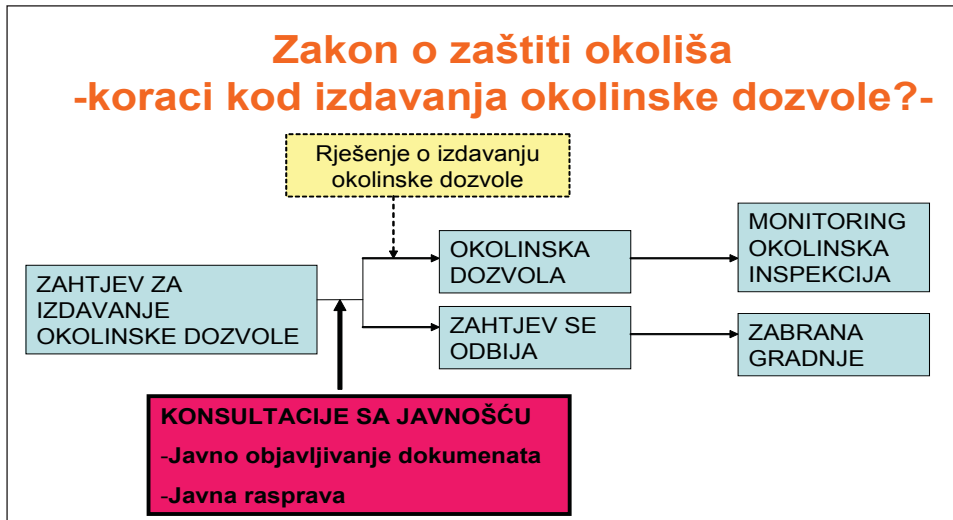 Zakon o zaštiti okoliša
-koraci kod izdavanja okolinske dozvole?-
Rješenje o izdavanju
okolinske dozvole
ZAHTJEV ZA
IZDAVANJE
OKOLINSKE DOZVOLE
OKOLINSKA
DOZVOLA
MONITORING
OKOLINSKA
INSPEKCIJA
ZAHTJEV SE
ODBIJA
ZABRANA
GRADNJE
KONSULTACIJE SA JAVNOŠĆU
-Javno objavljivanje dokumenata
-Javna rasprava